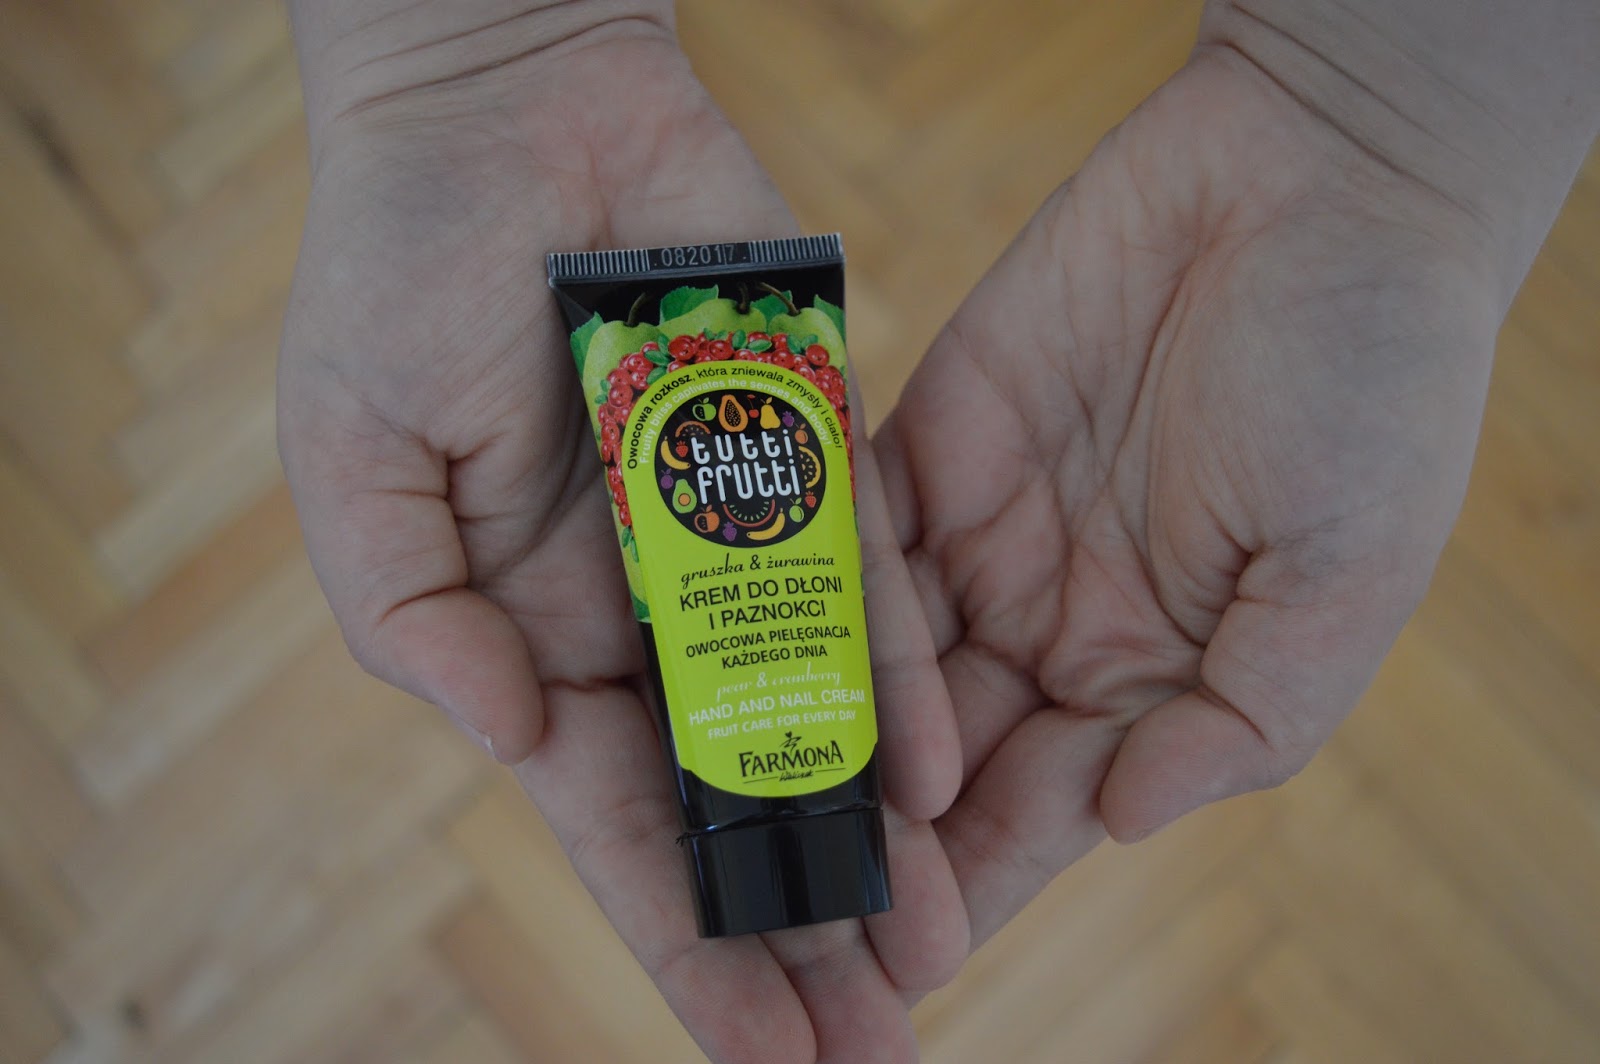 082017
Owocowa rozkosz, która zniewala zmysły i ciało!
Fruity bliss captivates the senses and body!
tutti
frutti
gruszka & żurawina
KREM DO DŁONI
I PAZNOKCI
OWOCOWA PIELĘGNACJA
KAŻDEGO DNIA
pear & cranberry
HAND AND NAIL CREAM
FRUIT CARE FOR EVERY DAY
FARMONA